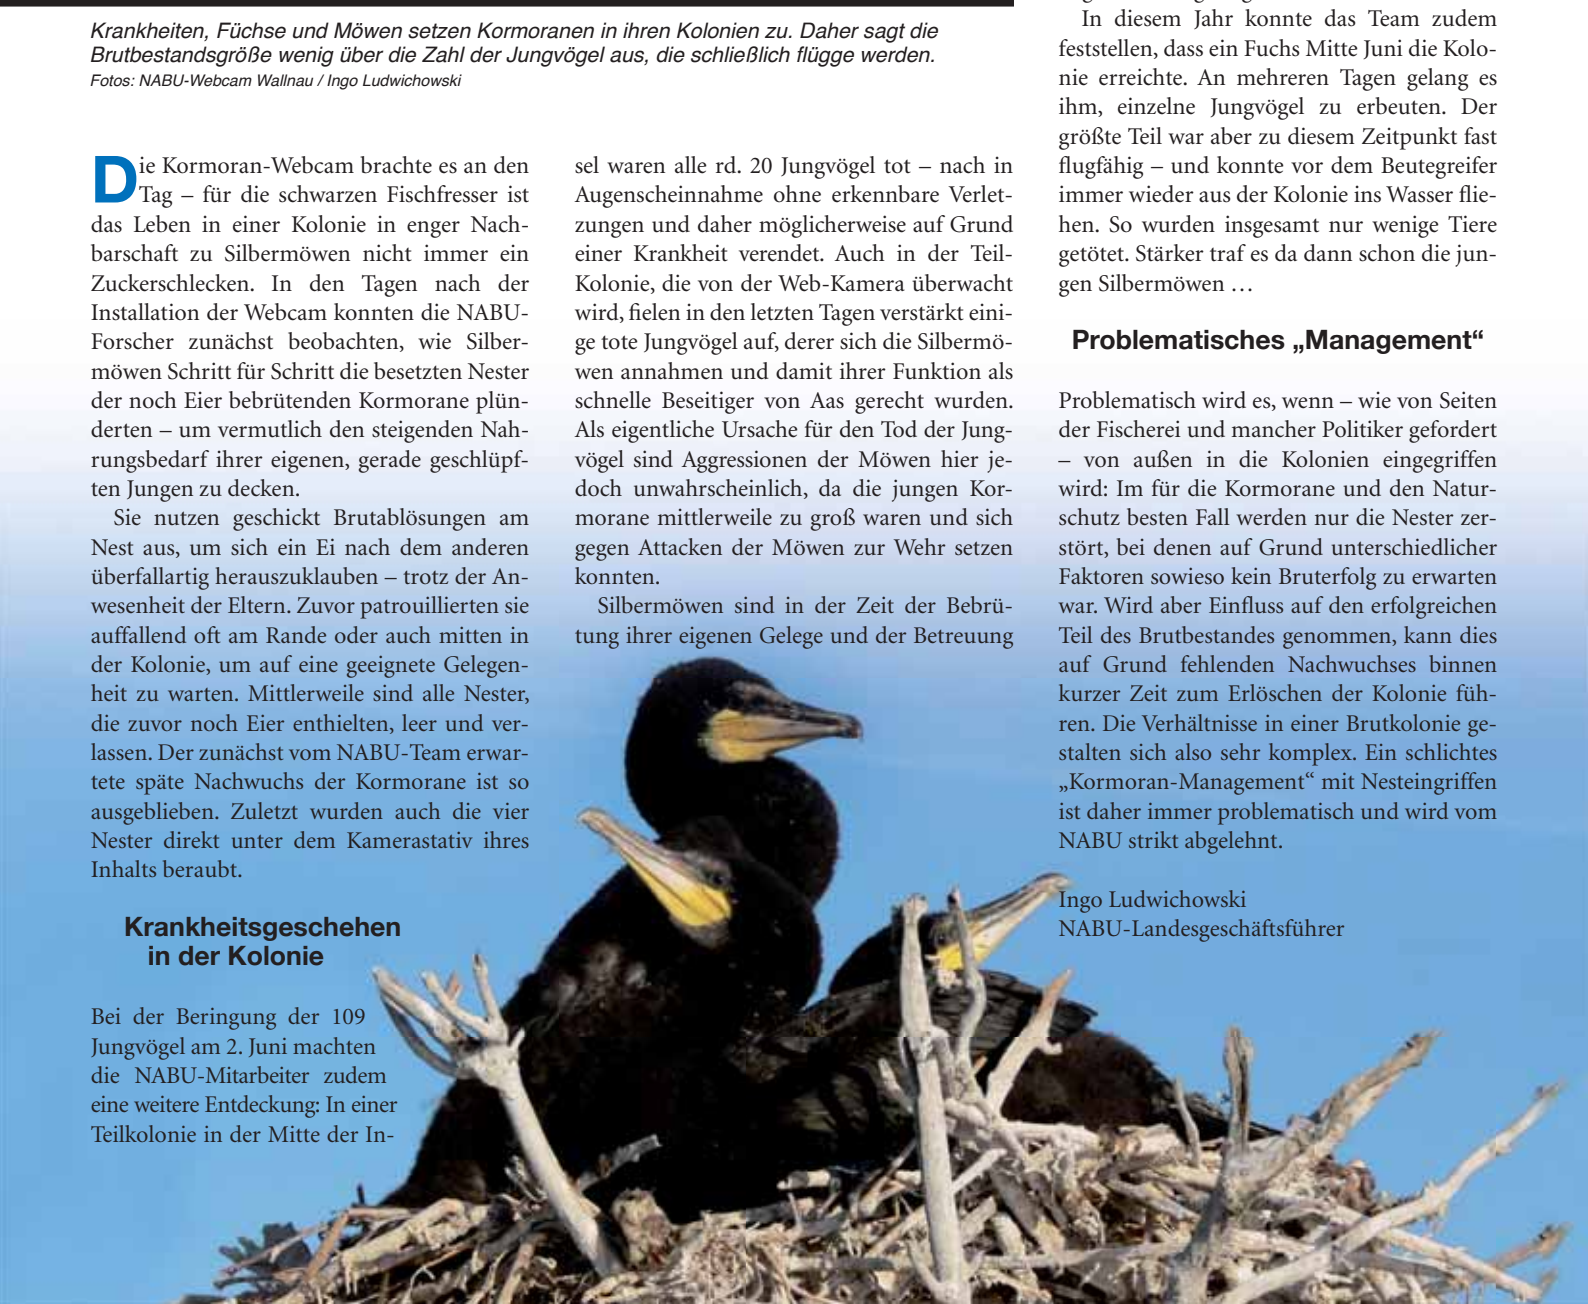 Krankheiten, Füchse und Möwen setzen Kormoranen in ihren Kolonien zu. Daher sagt die
Brutbestandsgröße wenig über die Zahl der Jungvögel aus, die schließlich flügge werden.
Fotos: NABU-Webcam Wallnau / Ingo Ludwichowski
Die Kormoran-Webcam brachte es an den
Tag – für die schwarzen Fischfresser ist
das Leben in einer Kolonie in enger Nach-
barschaft zu Silbermöwen nicht immer ein
Zuckerschlecken. In den Tagen nach der
Installation der Webcam konnten die NABU-
Forscher zunächst beobachten, wie Silber-
möwen Schritt für Schritt die besetzten Nester
der noch Eier bebrütenden Kormorane plün-
derten – um vermutlich den steigenden Nah-
rungsbedarf ihrer eigenen, gerade geschlüpf-
ten Jungen zu decken.
Sie nutzen geschickt Brutablösungen am
Nest aus, um sich ein Ei nach dem anderen
überfallartig herauszuklauben – trotz der An-
wesenheit der Eltern. Zuvor patrouillierten sie
auffallend oft am Rande oder auch mitten in
der Kolonie, um auf eine geeignete Gelegen-
heit zu warten. Mittlerweile sind alle Nester,
die zuvor noch Eier enthielten, leer und ver-
lassen. Der zunächst vom NABU-Team erwar-
tete späte Nachwuchs der Kormorane ist so
ausgeblieben. Zuletzt wurden auch die vier
Nester direkt unter dem Kamerastativ ihres
Inhalts beraubt.
Krankheitsgeschehen
in der Kolonie
Bei der Beringung der 109
Jungvögel am 2. Juni machten
die NABU-Mitarbeiter zudem
eine weitere Entdeckung: In einer
Teilkolonie in der Mitte der In-
sel waren alle rd. 20 Jungvögel tot – nach in
Augenscheinnahme ohne erkennbare Verlet-
zungen und daher möglicherweise auf Grund
einer Krankheit verendet. Auch in der Teil-
Kolonie, die von der Web-Kamera überwacht
wird, fielen in den letzten Tagen verstärkt eini-
ge tote Jungvögel auf, derer sich die Silbermö-
wen annahmen und damit ihrer Funktion als
schnelle Beseitiger von Aas gerecht wurden.
Als eigentliche Ursache für den Tod der Jung-
vögel sind Aggressionen der Möwen hier je-
doch unwahrscheinlich, da die jungen Kor-
morane mittlerweile zu groß waren und sich
gegen Attacken der Möwen zur Wehr setzen
konnten.
Silbermöwen sind in der Zeit der Bebrü-
tung ihrer eigenen Gelege und der Betreuung
In diesem Jahr konnte das Team zudem
feststellen, dass ein Fuchs Mitte Juni die Kolo-
nie erreichte. An mehreren Tagen gelang es
ihm, einzelne Jungvögel zu erbeuten. Der
größte Teil war aber zu diesem Zeitpunkt fast
flugfähig – und konnte vor dem Beutegreifer
immer wieder aus der Kolonie ins Wasser flie-
hen. So wurden insgesamt nur wenige Tiere
getötet. Stärker traf es da dann schon die jun-
gen Silbermöwen …
Problematisches „Management“
Problematisch wird es, wenn – wie von Seiten
der Fischerei und mancher Politiker gefordert
– von außen in die Kolonien eingegriffen
wird: Im für die Kormorane und den Natur-
schutz besten Fall werden nur die Nester zer-
stört, bei denen auf Grund unterschiedlicher
Faktoren sowieso kein Bruterfolg zu erwarten
war. Wird aber Einfluss auf den erfolgreichen
Teil des Brutbestandes genommen, kann dies
auf Grund fehlenden Nachwuchses binnen
kurzer Zeit zum Erlöschen der Kolonie füh-
ren. Die Verhältnisse in einer Brutkolonie ge-
stalten sich also sehr komplex. Ein schlichtes
„Kormoran-Management“ mit Nesteingriffen
ist daher immer problematisch und wird vom
NABU strikt abgelehnt.
Ingo Ludwichowski
NABU-Landesgeschäftsführer